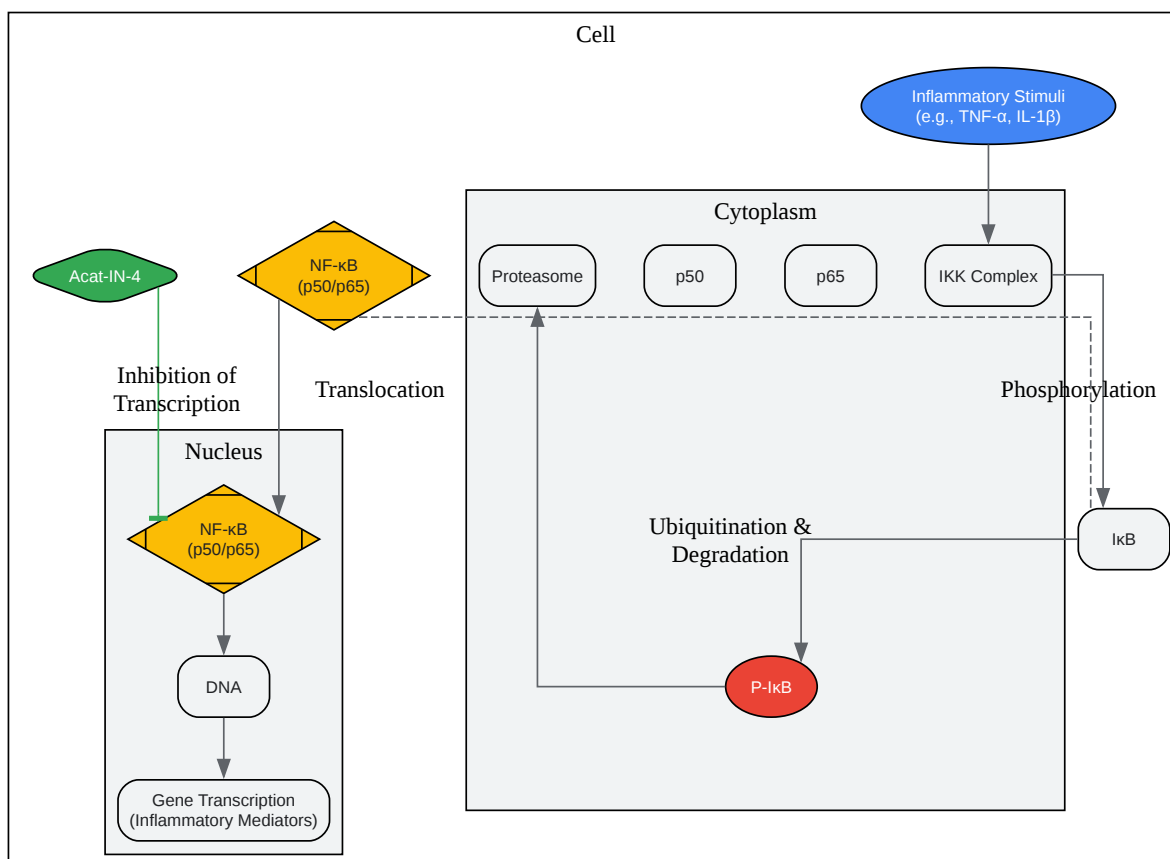 Cell
Inflammatory Stimuli
(e.g., TNF-α, IL-1β)
Cytoplasm
Acat-IN-4
NF-κB
(p50/p65)
Proteasome
p50
p65
IKK Complex
Inhibition of
Transcription
Translocation
Phosphorylation
Nucleus
NF-κB
(p50/p65)
Ubiquitination &
Degradation
IκB
DNA
P-IκB
Gene Transcription
(Inflammatory Mediators)